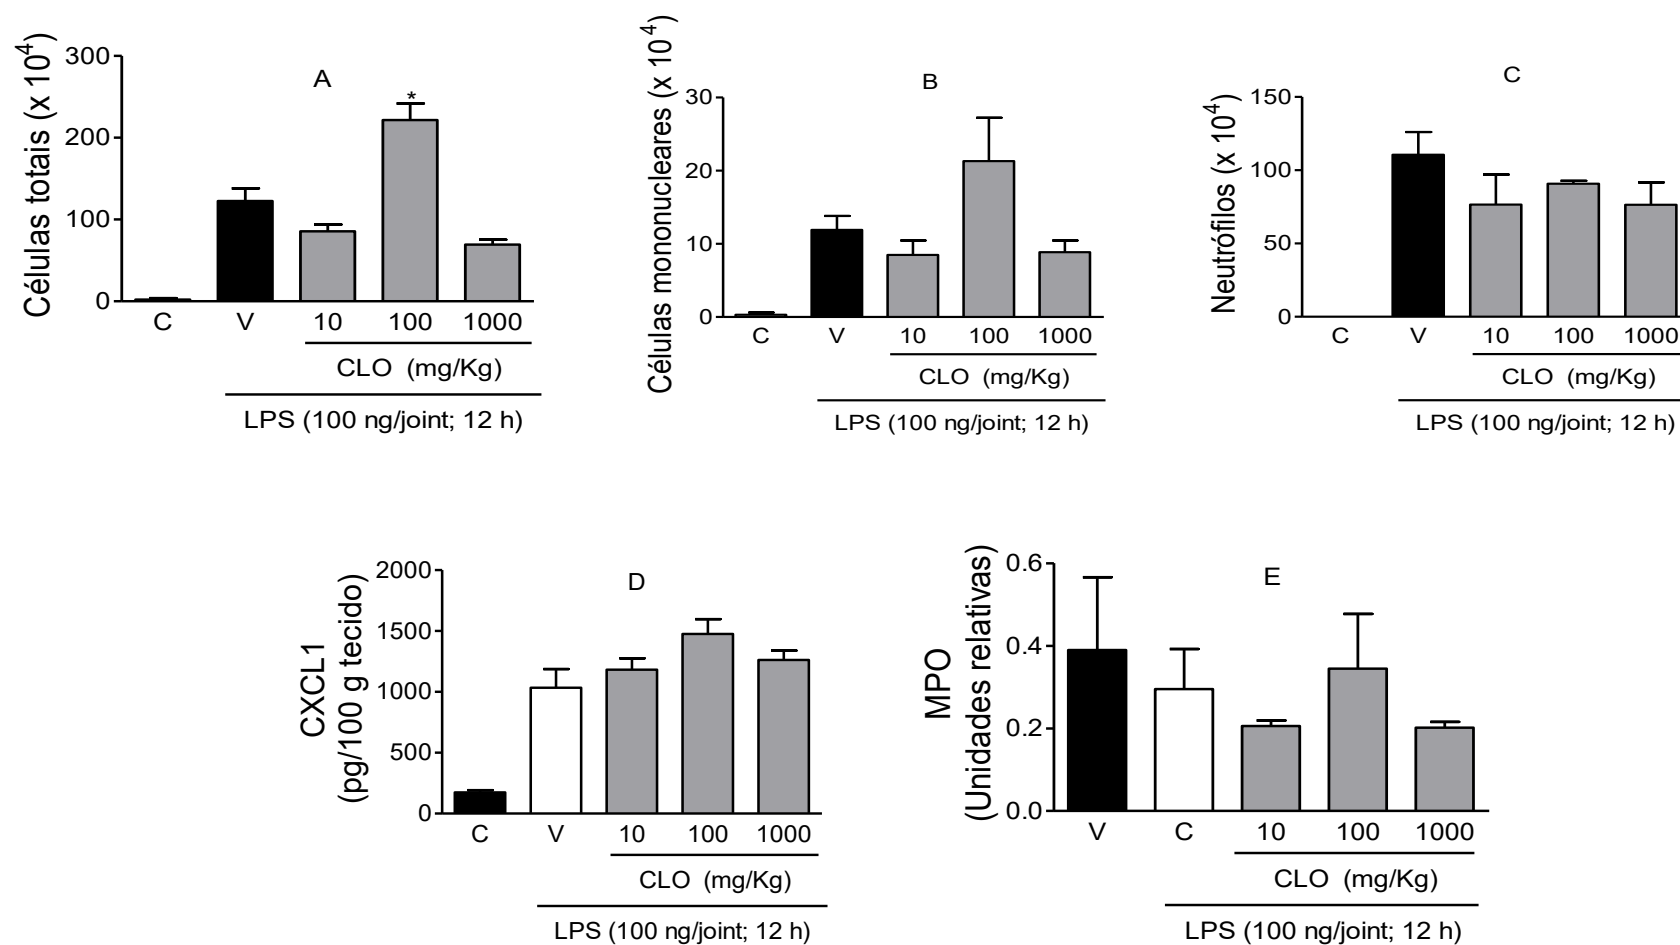 A
Células totais (x 10⁴)
300
200
100
0
*
C V 10 100 1000
CLO (mg/Kg)
LPS (100 ng/joint; 12 h)
B
Células mononucleares (x 10⁴)
30
20
10
0
C V 10 100 1000
CLO (mg/Kg)
LPS (100 ng/joint; 12 h)
C
Neutrófilos (x 10⁴)
150
100
50
0
C V 10 100 1000
CLO (mg/Kg)
LPS (100 ng/joint; 12 h)
D
CXCL1
(pg/100 g tecido)
2000
1500
1000
500
0
C V 10 100 1000
CLO (mg/Kg)
LPS (100 ng/joint; 12 h)
E
MPO
(Unidades relativas)
0.6
0.4
0.2
0.0
V C 10 100 1000
CLO (mg/Kg)
LPS (100 ng/joint; 12 h)